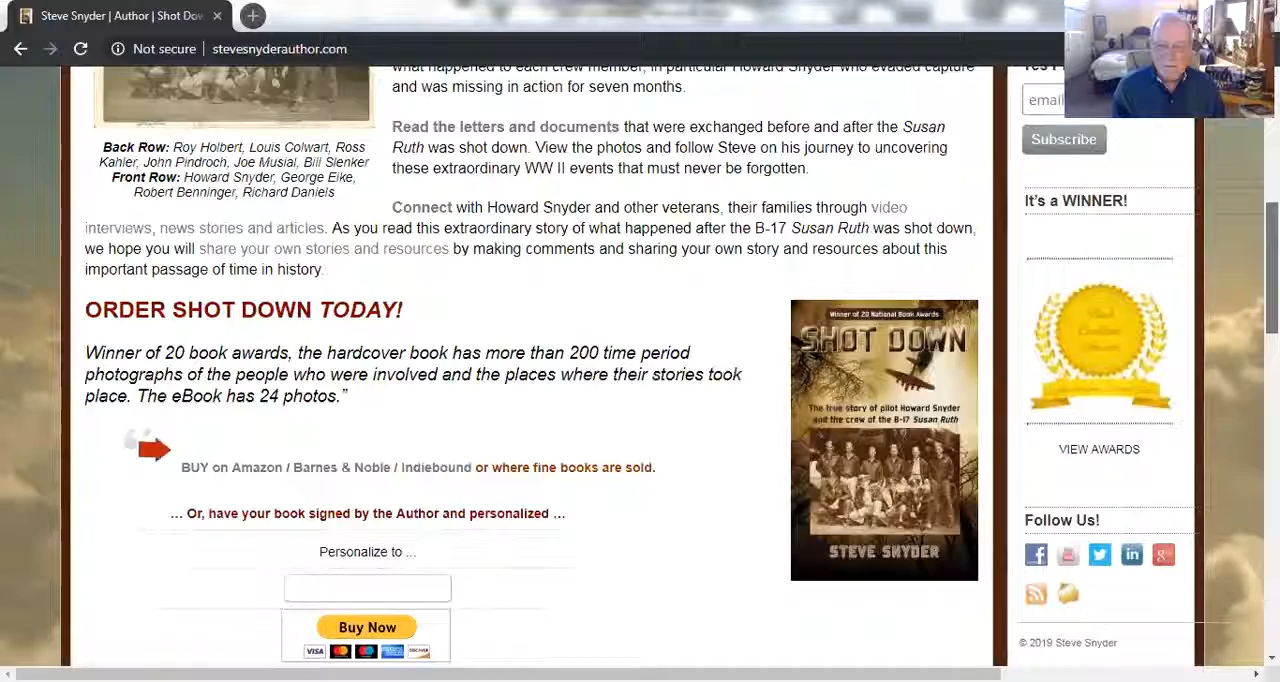 Steve Snyder | Author | Shot Dow
Not secure
stevesnyderauthor.com
what happened to each crew member, in particular Howard Snyder who evaded capture
and was missing in action for seven months.
Back Row: Roy Holbert, Louis Colwart, Ross
Kahler, John Pindroch, Joe Musial, Bill Slenker
Front Row: Howard Snyder, George Eike,
Robert Benninger, Richard Daniels
Read the letters and documents that were exchanged before and after the Susan
Ruth was shot down. View the photos and follow Steve on his journey to uncovering
these extraordinary WW II events that must never be forgotten.
Connect with Howard Snyder and other veterans, their families through video
interviews, news stories and articles. As you read this extraordinary story of what happened after the B-17 Susan Ruth was shot down,
we hope you will share your own stories and resources by making comments and sharing your own story and resources about this
important passage of time in history.
ORDER SHOT DOWN TODAY!
Winner of 20 book awards, the hardcover book has more than 200 time period
photographs of the people who were involved and the places where their stories took
place. The eBook has 24 photos.”
BUY on Amazon / Barnes & Noble / Indiebound or where fine books are sold.
... Or, have your book signed by the Author and personalized ...
Personalize to ...
Buy Now
VISA
DISCOVER
Winner of 20 National Book Awards
SHOT DOWN
The true story of pilot Howard Snyder
and the crew of the B-17 Susan Ruth
STEVE SNYDER
email
Subscribe
It's a WINNER!
VIEW AWARDS
Follow Us!
© 2019 Steve Snyder